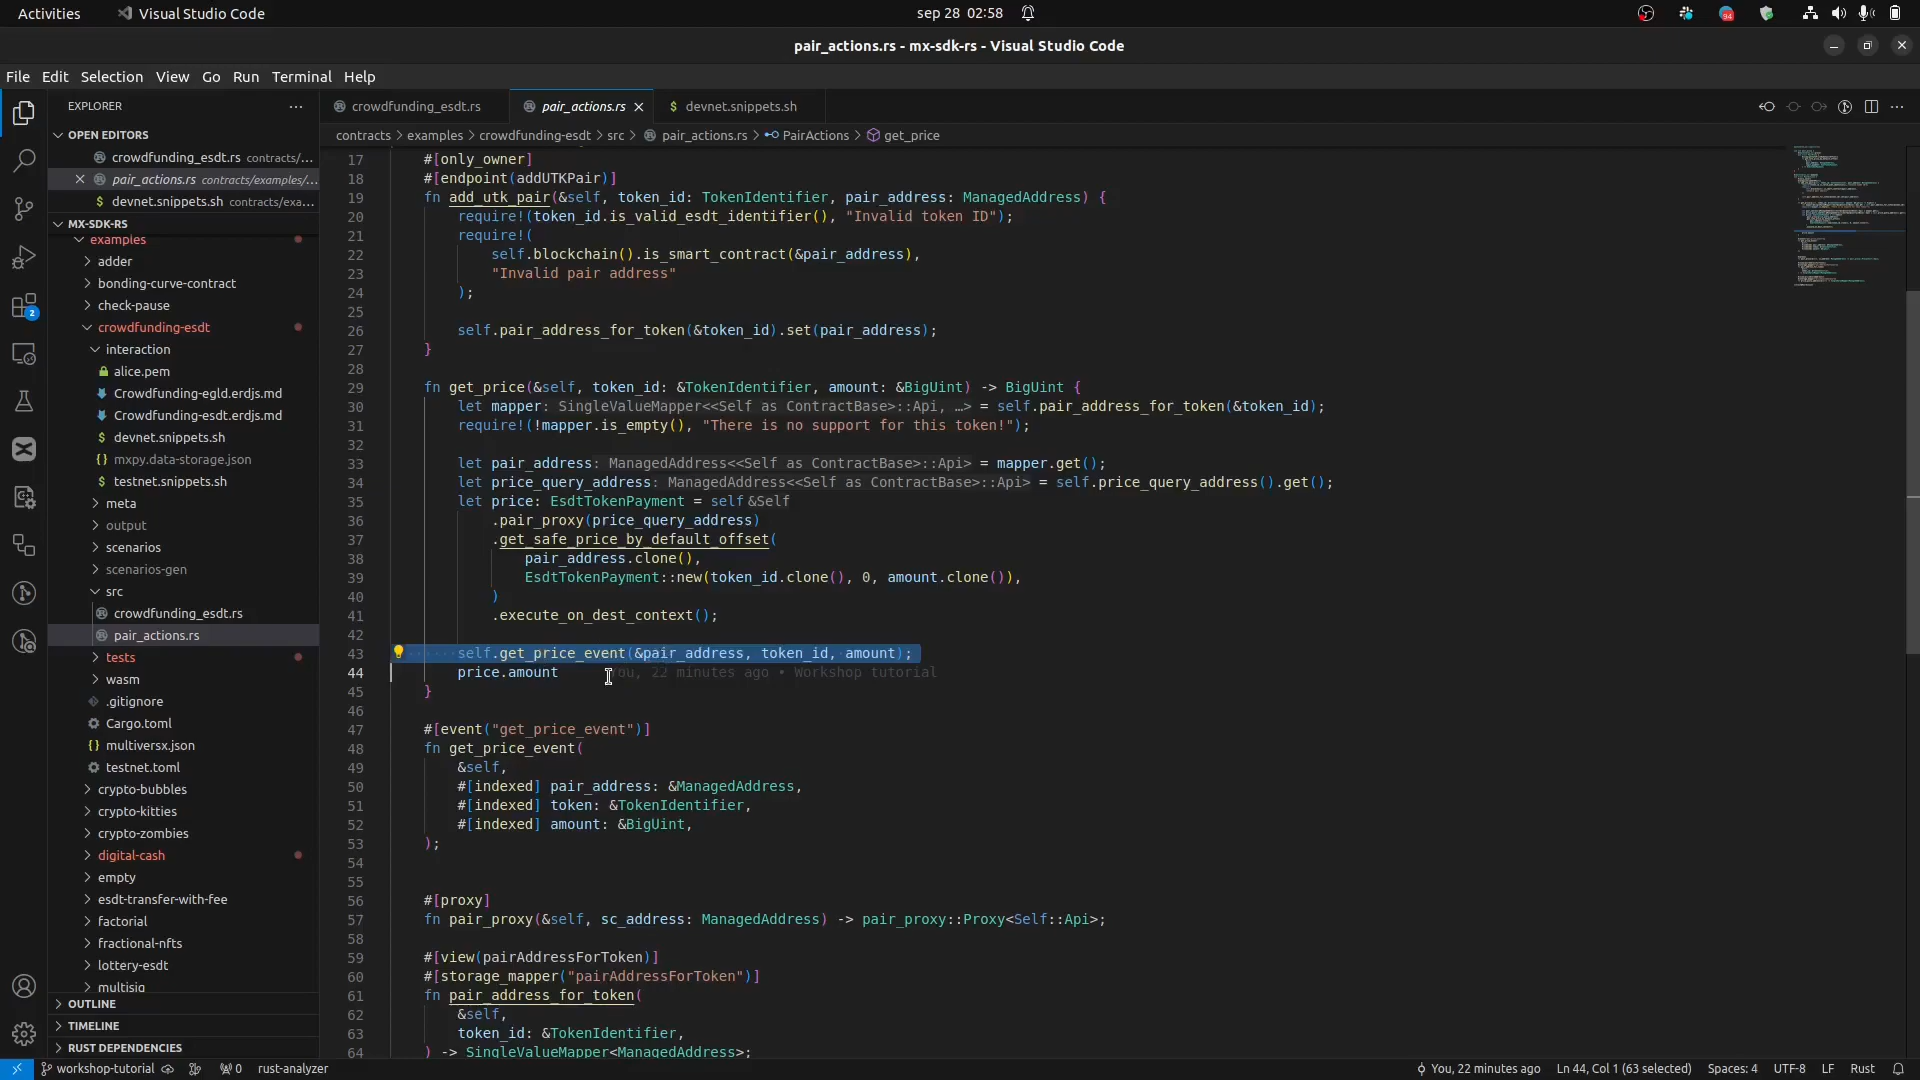 Activities
Visual Studio Code
sep 28 02:58
94
pair_actions.rs - mx-sdk-rs - Visual Studio Code
File Edit Selection View Go Run Terminal Help
EXPLORER
OPEN EDITORS
crowdfunding_esdt.rs contracts/...
pair_actions.rs contracts/examples/...
devnet.snippets.sh contracts/exa...
MX-SDK-RS
examples
adder
bonding-curve-contract
check-pause
crowdfunding-esdt
interaction
alice.pem
Crowdfunding-egld.erdjs.md
Crowdfunding-esdt.erdjs.md
devnet.snippets.sh
mxpy.data-storage.json
testnet.snippets.sh
meta
output
scenarios
scenarios-gen
src
crowdfunding_esdt.rs
pair_actions.rs
tests
wasm
.gitignore
Cargo.toml
multiversx.json
testnet.toml
crypto-bubbles
crypto-kitties
crypto-zombies
digital-cash
empty
esdt-transfer-with-fee
factorial
fractional-nfts
lottery-esdt
multisig
OUTLINE
TIMELINE
RUST DEPENDENCIES
2
crowdfunding_esdt.rs
pair_actions.rs
devnet.snippets.sh
contracts > examples > crowdfunding-esdt > src > pair_actions.rs > PairActions > get_price
17 #[only_owner]
18 #[endpoint(addUTKPair)]
19 fn add_utk_pair(&self, token_id: TokenIdentifier, pair_address: ManagedAddress) {
20 require!(token_id.is_valid_esdt_identifier(), "Invalid token ID");
21 require!(
22 self.blockchain().is_smart_contract(&pair_address),
23 "Invalid pair address"
24 );
25
26 self.pair_address_for_token(&token_id).set(pair_address);
27 }
28
29 fn get_price(&self, token_id: &TokenIdentifier, amount: &BigUint) -> BigUint {
30 let mapper: SingleValueMapper<<Self as ContractBase>::Api, …> = self.pair_address_for_token(&token_id);
31 require!(!mapper.is_empty(), "There is no support for this token!");
32
33 let pair_address: ManagedAddress<<Self as ContractBase>::Api> = mapper.get();
34 let price_query_address: ManagedAddress<<Self as ContractBase>::Api> = self.price_query_address().get();
35 let price: EsdtTokenPayment = self &Self
36 .pair_proxy(price_query_address)
37 .get_safe_price_by_default_offset(
38 pair_address.clone(),
39 EsdtTokenPayment::new(token_id.clone(), 0, amount.clone()),
40 )
41 .execute_on_dest_context();
42
43 self.get_price_event(&pair_address, token_id, amount);
44 price.amount You, 22 minutes ago • Workshop tutorial
45 }
46
47 #[event("get_price_event")]
48 fn get_price_event(
49 &self,
50 #[indexed] pair_address: &ManagedAddress,
51 #[indexed] token: &TokenIdentifier,
52 #[indexed] amount: &BigUint,
53 );
54
55
56 #[proxy]
57 fn pair_proxy(&self, sc_address: ManagedAddress) -> pair_proxy::Proxy<Self::Api>;
58
59 #[view(pairAddressForToken)]
60 #[storage_mapper("pairAddressForToken")]
61 fn pair_address_for_token(
62 &self,
63 token_id: &TokenIdentifier,
64 ) -> SingleValueMapper<ManagedAddress>;
workshop-tutorial
0
rust-analyzer
You, 22 minutes ago
Ln 44, Col 1 (63 selected)
Spaces: 4
UTF-8
LF
Rust